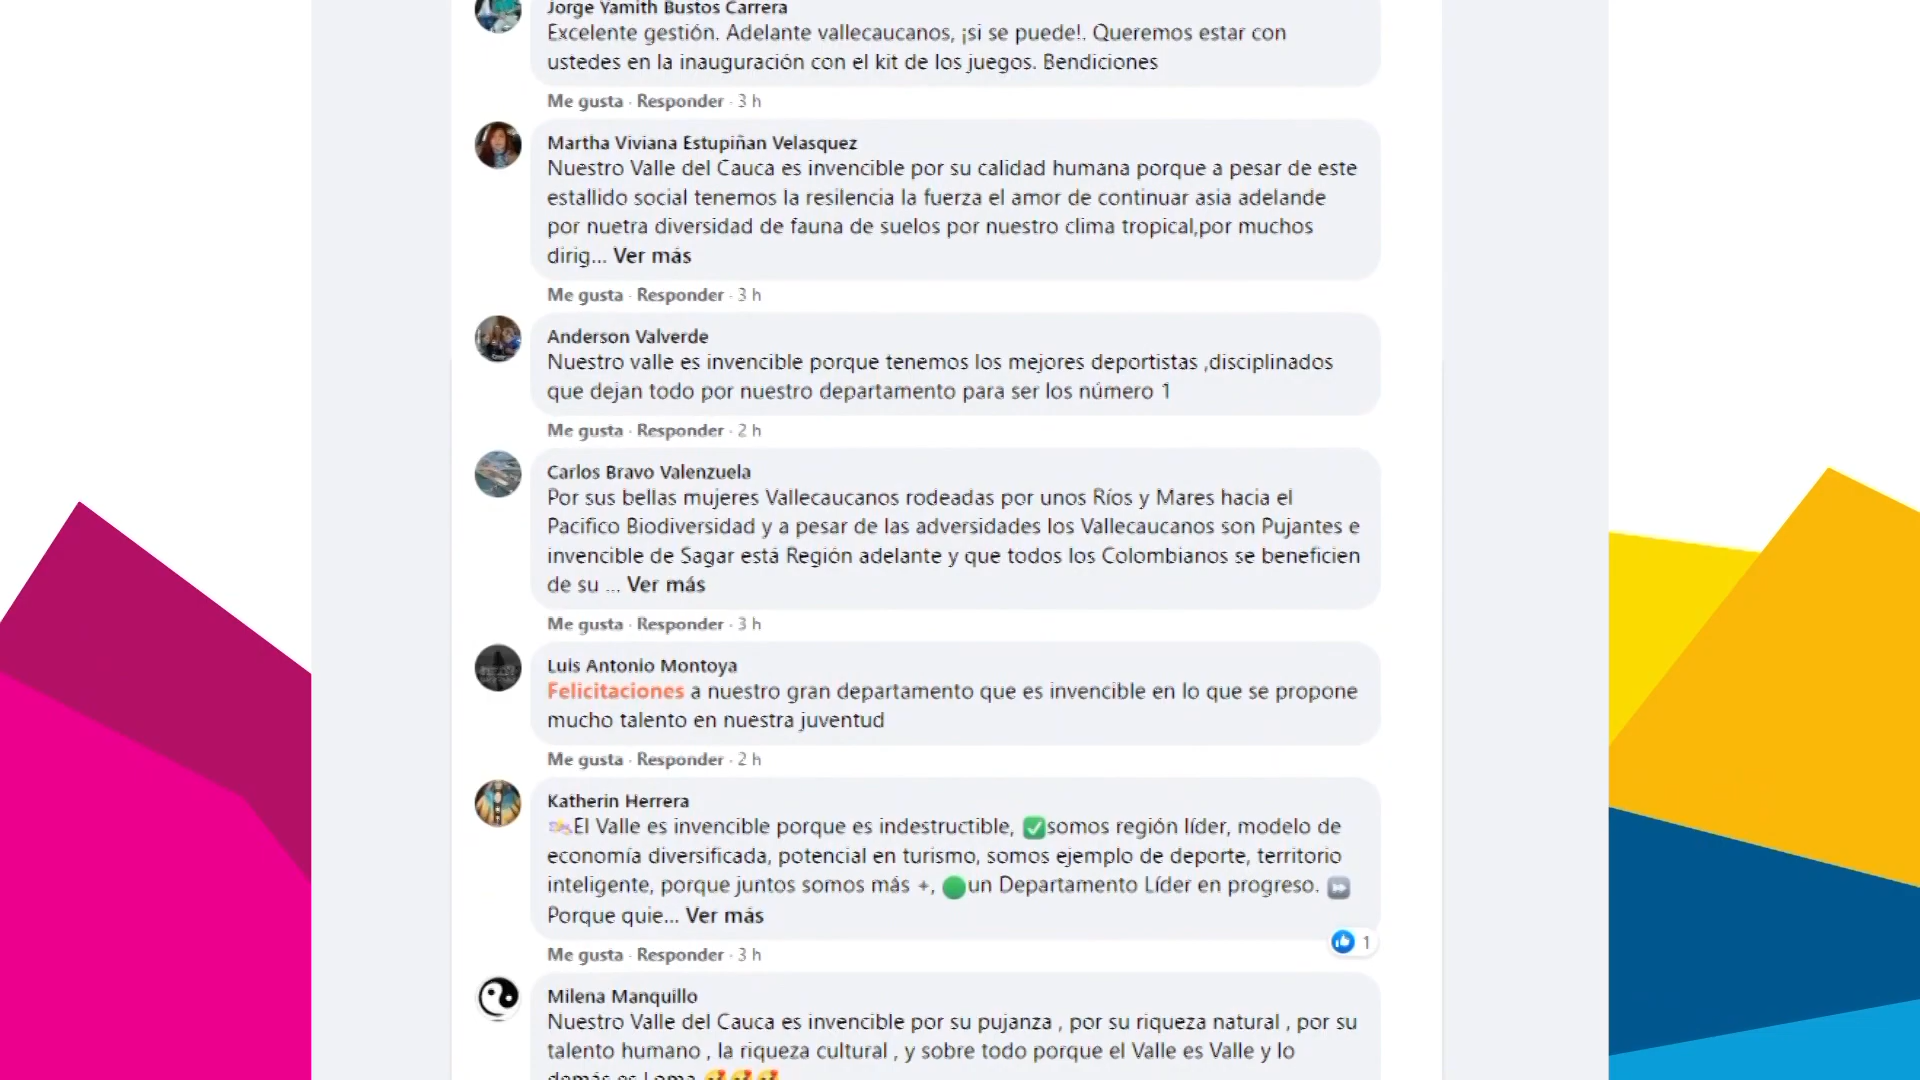 Jorge Yamith Bustos Carrera
Excelente gestión. Adelante vallecaucanos, ¡si se puede!. Queremos estar con
ustedes en la inauguración con el kit de los juegos. Bendiciones
Me gusta · Responder · 3 h
Martha Viviana Estupiñan Velasquez
Nuestro Valle del Cauca es invencible por su calidad humana porque a pesar de este
estallido social tenemos la resilencia la fuerza el amor de continuar asia adelande
por nuetra diversidad de fauna de suelos por nuestro clima tropical,por muchos
dirig... Ver más
Me gusta · Responder · 3 h
Anderson Valverde
Nuestro valle es invencible porque tenemos los mejores deportistas ,disciplinados
que dejan todo por nuestro departamento para ser los número 1
Me gusta · Responder · 2 h
Carlos Bravo Valenzuela
Por sus bellas mujeres Vallecaucanos rodeadas por unos Ríos y Mares hacia el
Pacifico Biodiversidad y a pesar de las adversidades los Vallecaucanos son Pujantes e
invencible de Sagar está Región adelante y que todos los Colombianos se beneficien
de su ... Ver más
Me gusta · Responder · 3 h
Luis Antonio Montoya
Felicitaciones a nuestro gran departamento que es invencible en lo que se propone
mucho talento en nuestra juventud
Me gusta · Responder · 2 h
Katherin Herrera
El Valle es invencible porque es indestructible, ✅somos región líder, modelo de
economía diversificada, potencial en turismo, somos ejemplo de deporte, territorio
inteligente, porque juntos somos más +, 🟢un Departamento Líder en progreso. ⏩
Porque quie... Ver más
1
Me gusta · Responder · 3 h
Milena Manquillo
Nuestro Valle del Cauca es invencible por su pujanza , por su riqueza natural , por su
talento humano , la riqueza cultural , y sobre todo porque el Valle es Valle y lo
demás es Loma 🥰🥰🥰